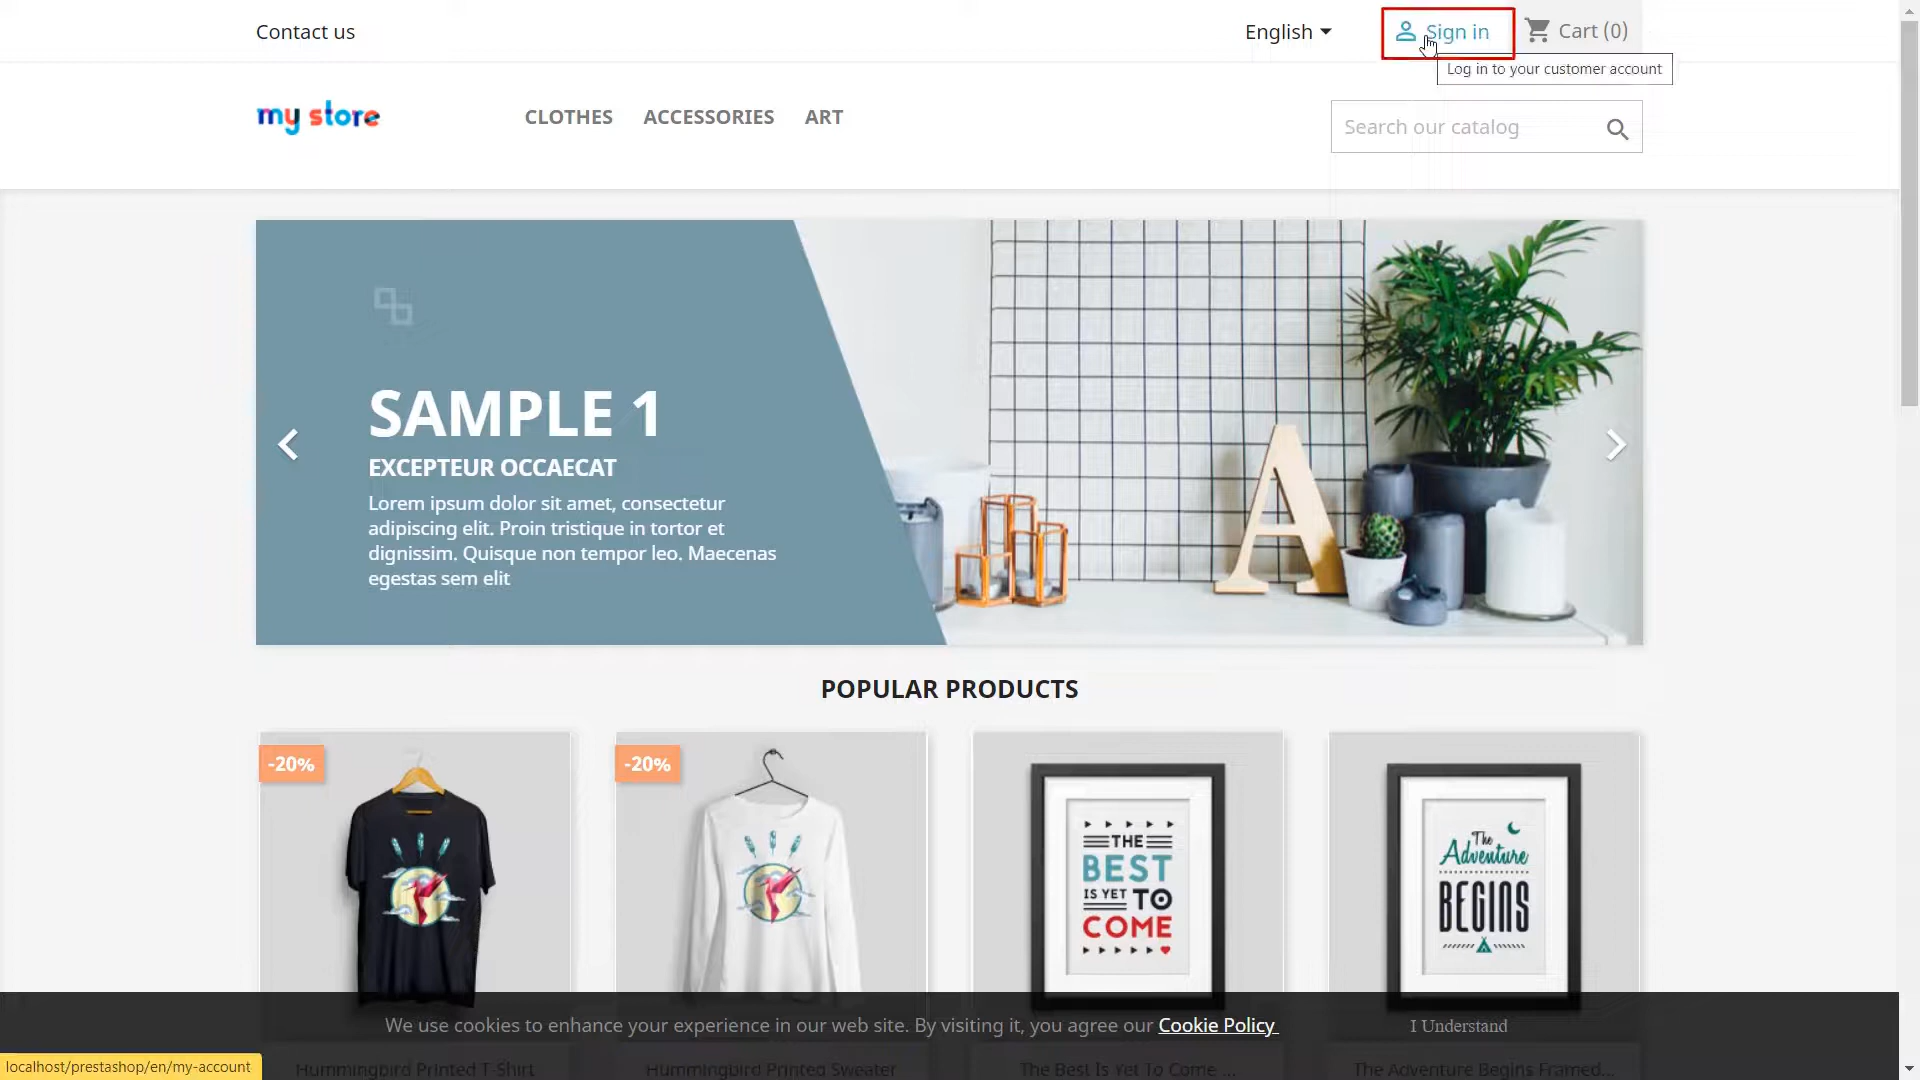 Contact us
English
Sign in
Cart (0)
Log in to your customer account
my store
CLOTHES
ACCESSORIES
ART
Search our catalog
SAMPLE 1
EXCEPTEUR OCCAECAT
Lorem ipsum dolor sit amet, consectetur
adipiscing elit. Proin tristique in tortor et
dignissim. Quisque non tempor leo. Maecenas
egestas sem elit
A
POPULAR PRODUCTS
-20%
-20%
THE
BEST
IS YET TO
COME
The
Adventure
BEGINS
We use cookies to enhance your experience in our web site. By visiting it, you agree our Cookie Policy
I Understand
Hummingbird Printed T-Shirt
Hummingbird Printed Sweater
The Best Is Yet To Come ...
The Adventure Begins Framed...
localhost/prestashop/en/my-account